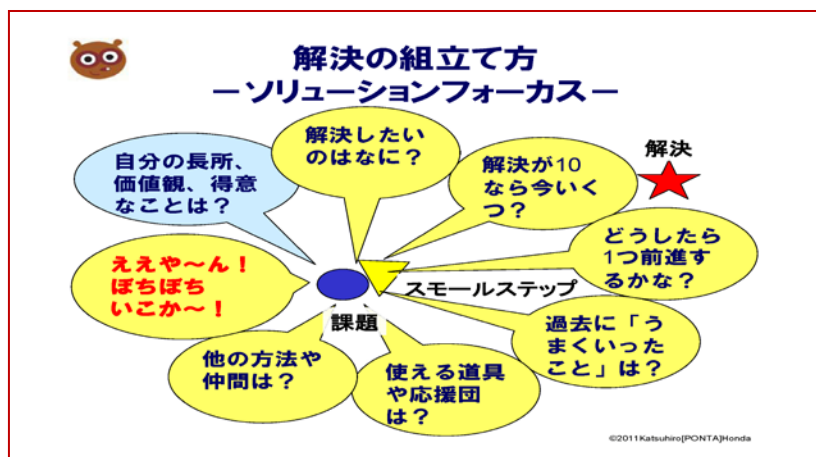 解決の組立て方
－ソリューションフォーカス－
解決したい
のはなに？
自分の長所、
価値観、得意
なことは？
解決が10
なら今いく
つ？
解決
どうしたら
1つ前進す
るかな？
ええや～ん！
ぼちぼち
いこか～！
スモールステップ
課題
過去に「う
まくいった
こと」は？
他の方法や
仲間は？
使える道具
や応援団
は？
©2011Katsuhiro[PONTA]Honda